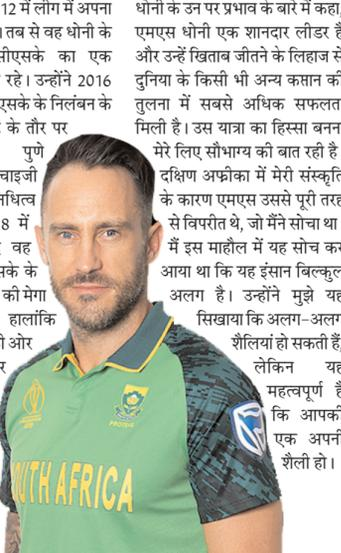 12 में लीग में अपना
। तब से वह धोनी के
सीएसके का एक
रहे। उन्होंने 2016
एसके के निलंबन के
के तौर पर
पुणे
चाइजी
नधित्व
8 में
वह
सके के
की मेगा
हालांकि
ी ओर
र
धोनी के उन पर प्रभाव के बारे में कहा,
एमएस धोनी एक शानदार लीडर है
और उन्हें खिताब जीतने के लिहाज से
दुनिया के किसी भी अन्य कप्तान की
तुलना में सबसे अधिक सफलत
मिली है। उस यात्रा का हिस्सा बनन
मेरे लिए सौभाग्य की बात रही है
दक्षिण अफ्रीका में मेरी संस्कृति
के कारण एमएस उससे पूरी तरह
से विपरीत थे, जो मैंने सोचा था
मैं इस माहौल में यह सोच कर
आया था कि यह इंसान बिल्कुल
अलग है। उन्होंने मुझे यह
सिखाया कि अलग-अलग
शैलियां हो सकती हैं,
लेकिन यह
महत्वपूर्ण है
कि आपकी
एक अपनी
शैली हो।
PROTEAS
OUTH AFRICA